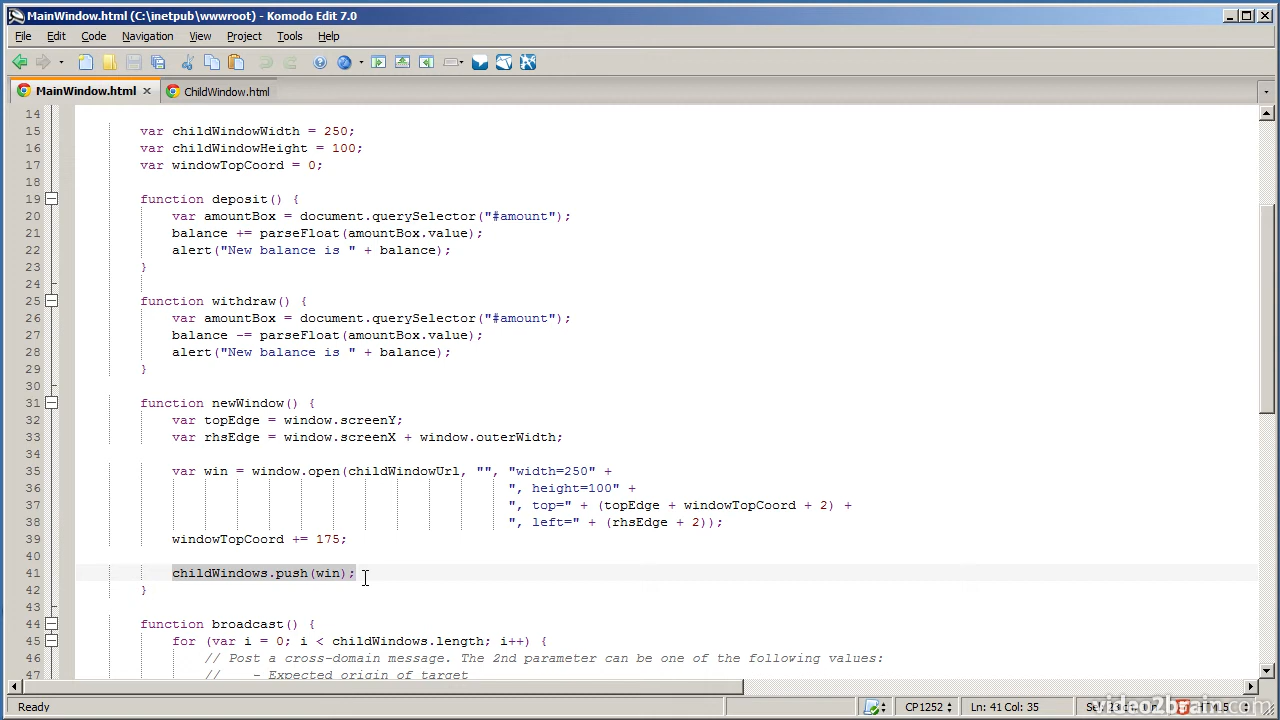 MainWindow.html (C:\inetpub\wwwroot) - Komodo Edit 7.0
File Edit Code Navigation View Project Tools Help
MainWindow.html ChildWindow.html
14
15 var childWindowWidth = 250;
16 var childWindowHeight = 100;
17 var windowTopCoord = 0;
18
19 function deposit() {
20 var amountBox = document.querySelector("#amount");
21 balance += parseFloat(amountBox.value);
22 alert("New balance is " + balance);
23 }
24
25 function withdraw() {
26 var amountBox = document.querySelector("#amount");
27 balance -= parseFloat(amountBox.value);
28 alert("New balance is " + balance);
29 }
30
31 function newWindow() {
32 var topEdge = window.screenY;
33 var rhsEdge = window.screenX + window.outerWidth;
34
35 var win = window.open(childWindowUrl, "", "width=250" +
36 ", height=100" +
37 ", top=" + (topEdge + windowTopCoord + 2) +
38 ", left=" + (rhsEdge + 2));
39 windowTopCoord += 175;
40
41 childWindows.push(win);
42 }
43
44 function broadcast() {
45 for (var i = 0; i < childWindows.length; i++) {
46 // Post a cross-domain message. The 2nd parameter can be one of the following values:
47 // - Expected origin of target
Ready CP1252 Ln: 41 Col: 35 HTML5
video2brain.com